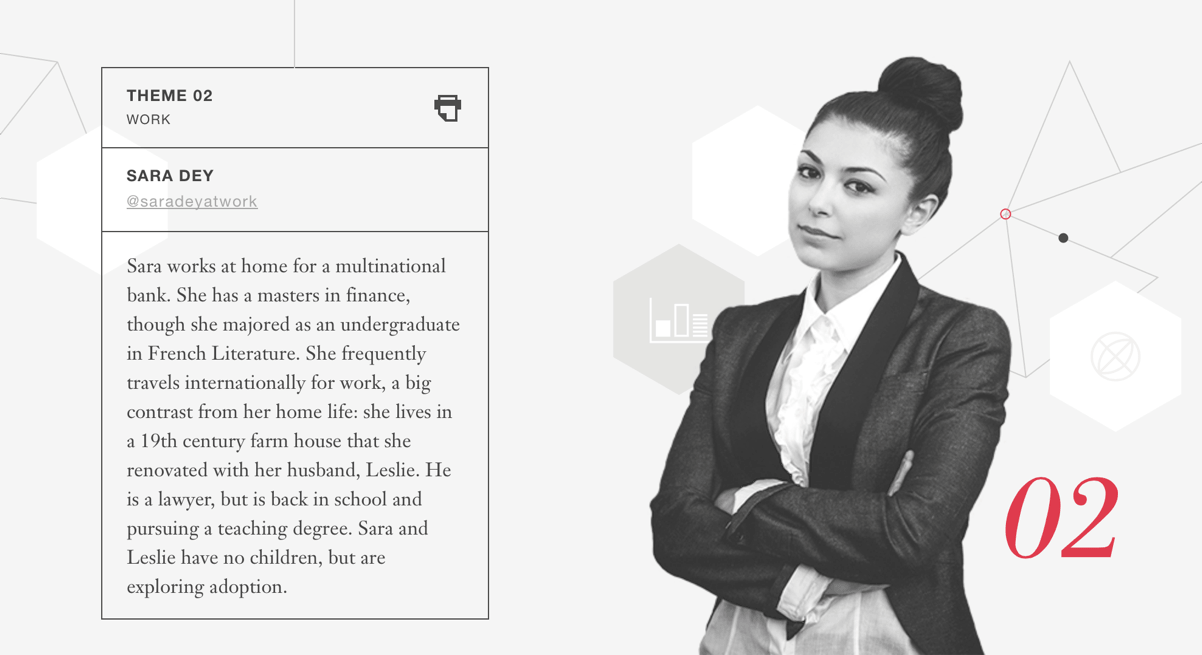 THEME 02
WORK
SARA DEY
@saradeyatwork
Sara works at home for a multinational
bank. She has a masters in finance,
though she majored as an undergraduate
in French Literature. She frequently
travels internationally for work, a big
contrast from her home life: she lives in
a 19th century farm house that she
renovated with her husband, Leslie. He
is a lawyer, but is back in school and
pursuing a teaching degree. Sara and
Leslie have no children, but are
exploring adoption.
02